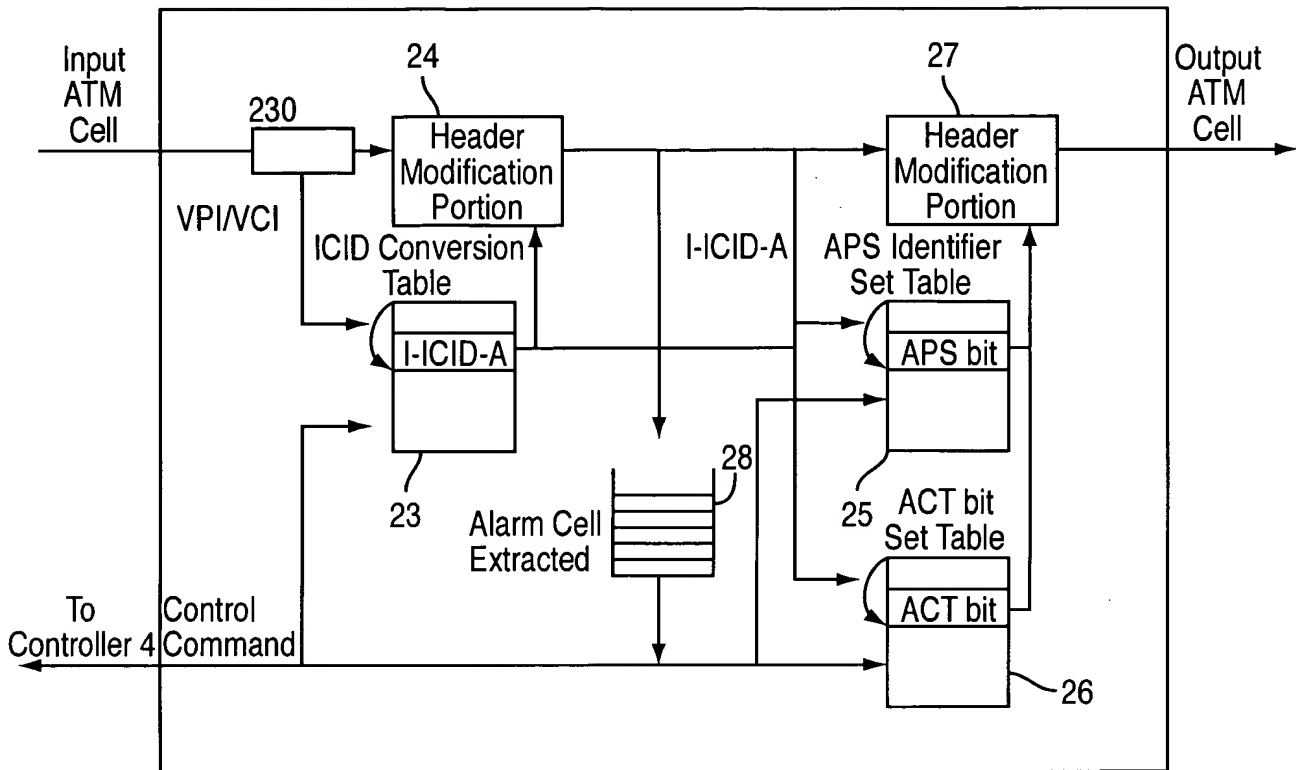 Input
ATM
Cell
230
24
Header
Modification
Portion
27
Header
Modification
Portion
Output
ATM
Cell
VPI/VCI
ICID Conversion
Table
I-ICID-A
23
I-ICID-A
APS Identifier
Set Table
APS bit
25
28
Alarm Cell
Extracted
ACT bit
Set Table
ACT bit
26
To
Controller 4
Control
Command